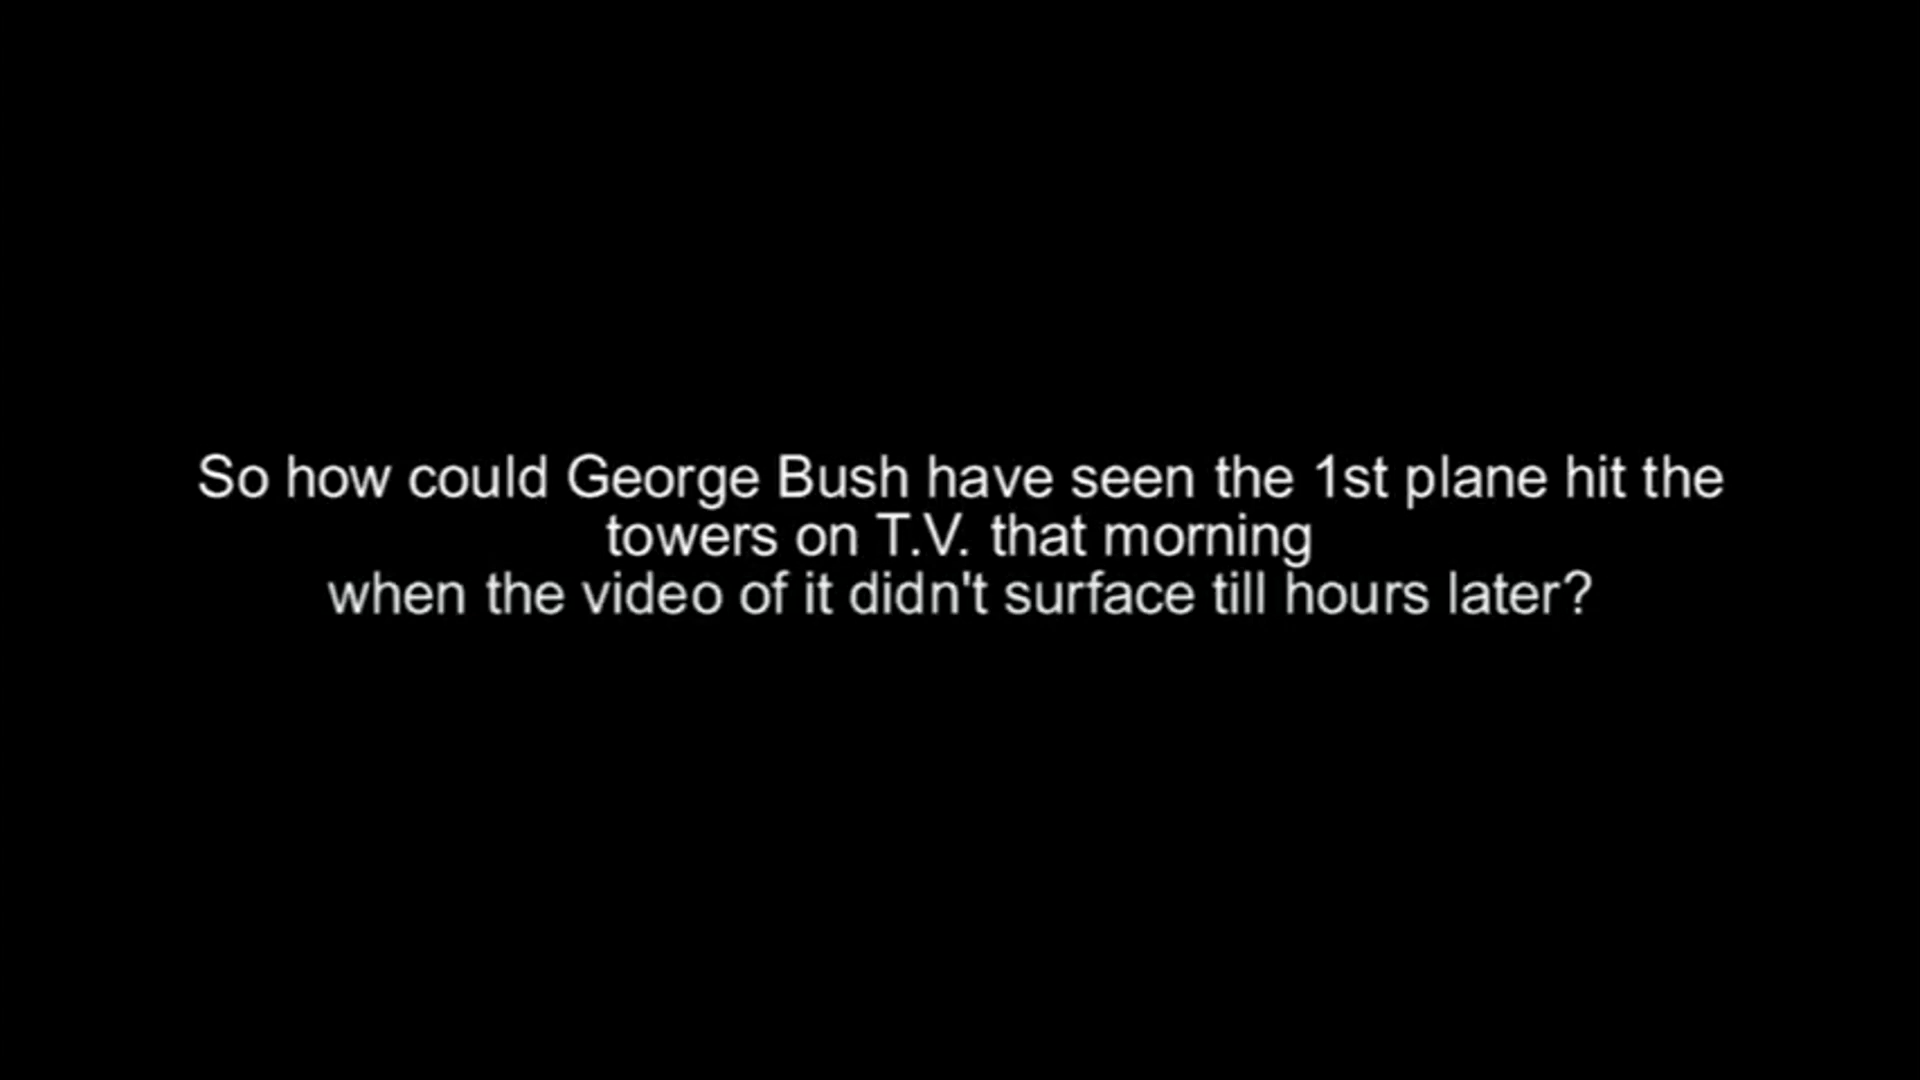 So how could George Bush have seen the 1st plane hit the
towers on T.V. that morning
when the video of it didn't surface till hours later?